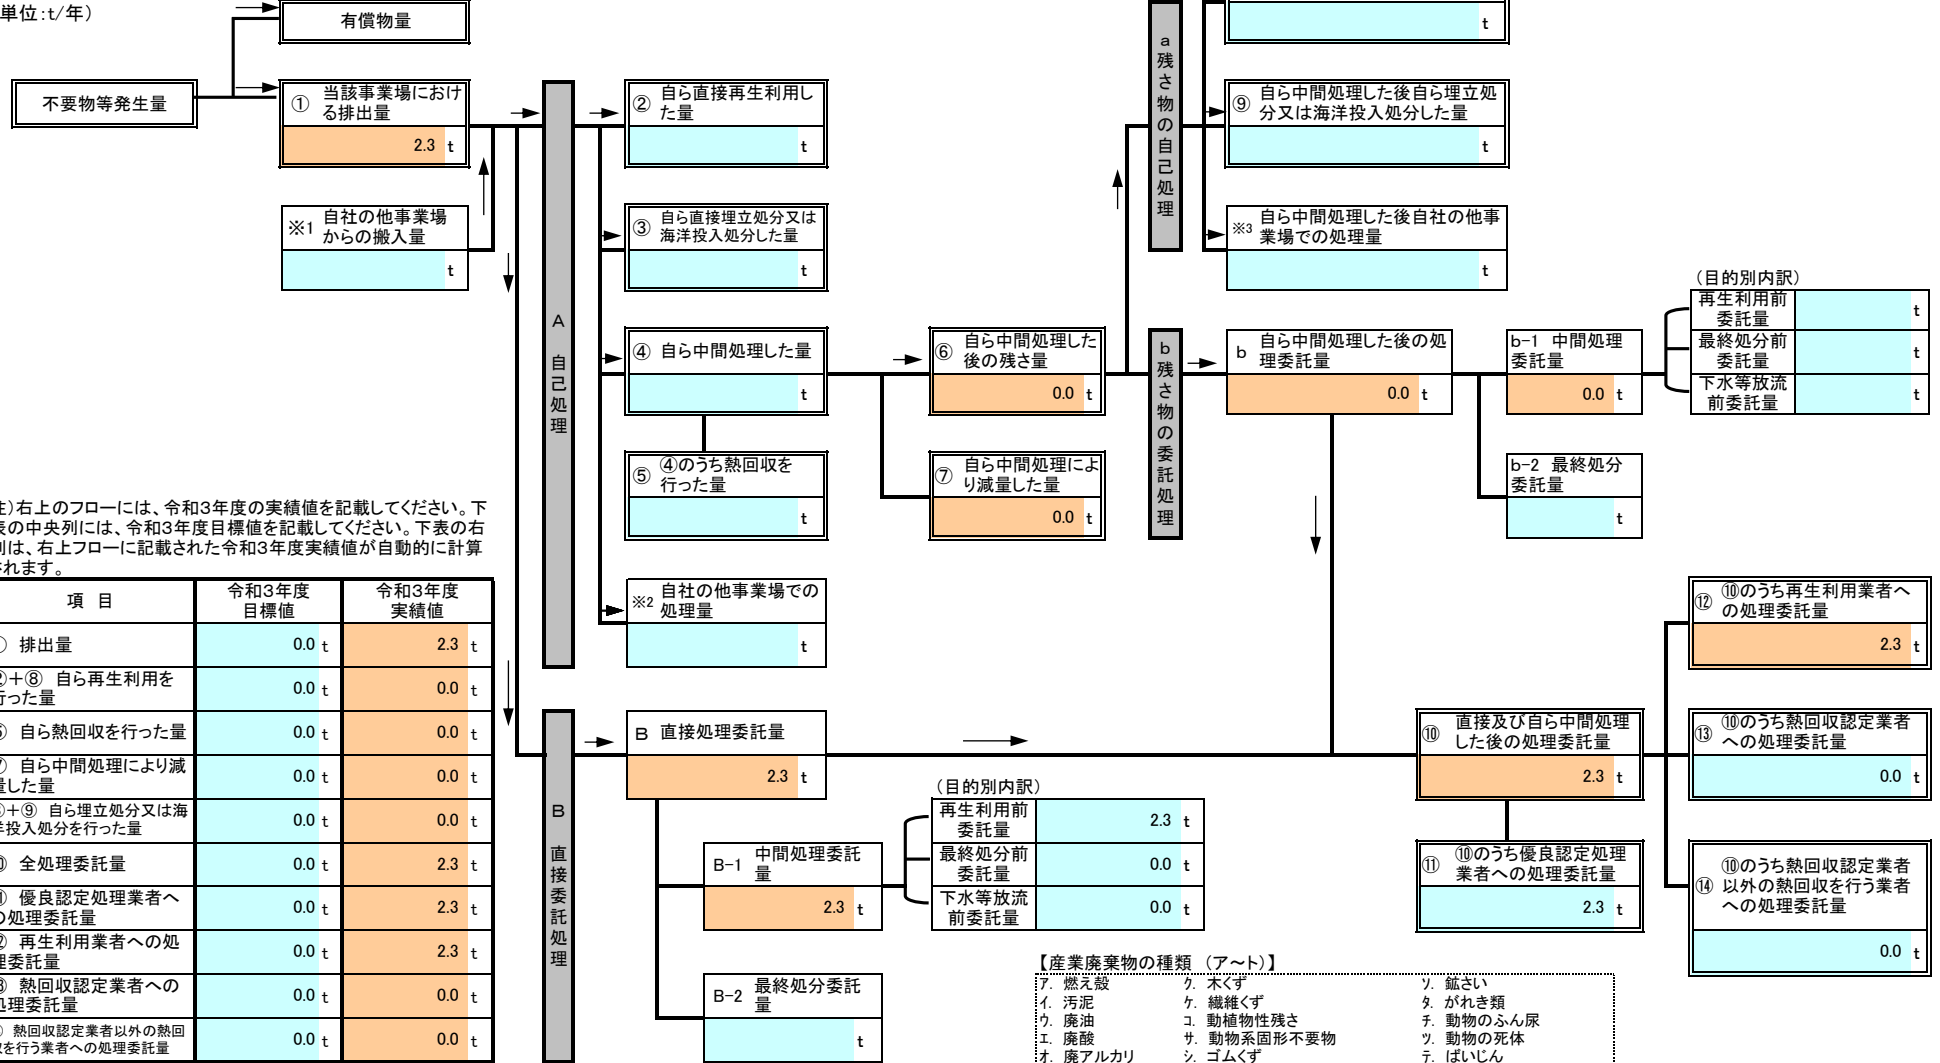 単位:t/年）
有償物量
t
不要物等発生量
① 当該事業場におけ
る排出量
2.3 t
※1 自社の他事業場
からの搬入量
t
A 自己処理
② 自ら直接再生利用し
た量
t
③ 自ら直接埋立処分又は
海洋投入処分した量
t
④ 自ら中間処理した量
t
⑤ ④のうち熱回収を
行った量
t
※2 自社の他事業場での
処理量
t
⑥ 自ら中間処理した
後の残さ量
0.0 t
⑦ 自ら中間処理によ
り減量した量
0.0 t
a 残さ物の自己処理
⑨ 自ら中間処理した後自ら埋立処
分又は海洋投入処分した量
t
※3 自ら中間処理した後自社の他事
業場での処理量
t
b 残さ物の委託処理
b 自ら中間処理した後の処
理委託量
0.0 t
b-1 中間処理
委託量
0.0 t
b-2 最終処分
委託量
t
（目的別内訳）
再生利用前
委託量 t
最終処分前
委託量 t
下水等放流
前委託量 t
)右上のフローには、令和3年度の実績値を記載してください。下
の中央列には、令和3年度目標値を記載してください。下表の右
は、右上フローに記載された令和3年度実績値が自動的に計算
れます。
項 目 令和3年度
目標値 令和3年度
実績値
排出量 0.0 t 2.3 t
＋⑧ 自ら再生利用を
った量 0.0 t 0.0 t
自ら熱回収を行った量 0.0 t 0.0 t
自ら中間処理により減
した量 0.0 t 0.0 t
＋⑨ 自ら埋立処分又は海
投入処分を行った量 0.0 t 0.0 t
全処理委託量 0.0 t 2.3 t
優良認定処理業者へ
処理委託量 0.0 t 2.3 t
再生利用業者への処
委託量 0.0 t 2.3 t
熱回収認定業者への
処理委託量 0.0 t 0.0 t
熱回収認定業者以外の熱回
を行う業者への処理委託量 0.0 t 0.0 t
B 直接委託処理
B 直接処理委託量
2.3 t
B-1 中間処理委託
量
2.3 t
B-2 最終処分委託
量
t
（目的別内訳）
再生利用前
委託量 2.3 t
最終処分前
委託量 0.0 t
下水等放流
前委託量 0.0 t
⑩ 直接及び自ら中間処理
した後の処理委託量
2.3 t
⑪ ⑩のうち優良認定処理
業者への処理委託量
2.3 t
⑫ ⑩のうち再生利用業者へ
の処理委託量
2.3 t
⑬ ⑩のうち熱回収認定業者
への処理委託量
0.0 t
⑭ ⑩のうち熱回収認定業者
以外の熱回収を行う業者
への処理委託量
0.0 t
【産業廃棄物の種類 （ア～ト）】
ア. 燃え殻 ク. 木くず ソ. 鉱さい
イ. 汚泥 ケ. 繊維くず タ. がれき類
ウ. 廃油 コ. 動植物性残さ チ. 動物のふん尿
エ. 廃酸 サ. 動物系固形不要物 ツ. 動物の死体
オ. 廃アルカリ シ. ゴムくず テ. ばいじん